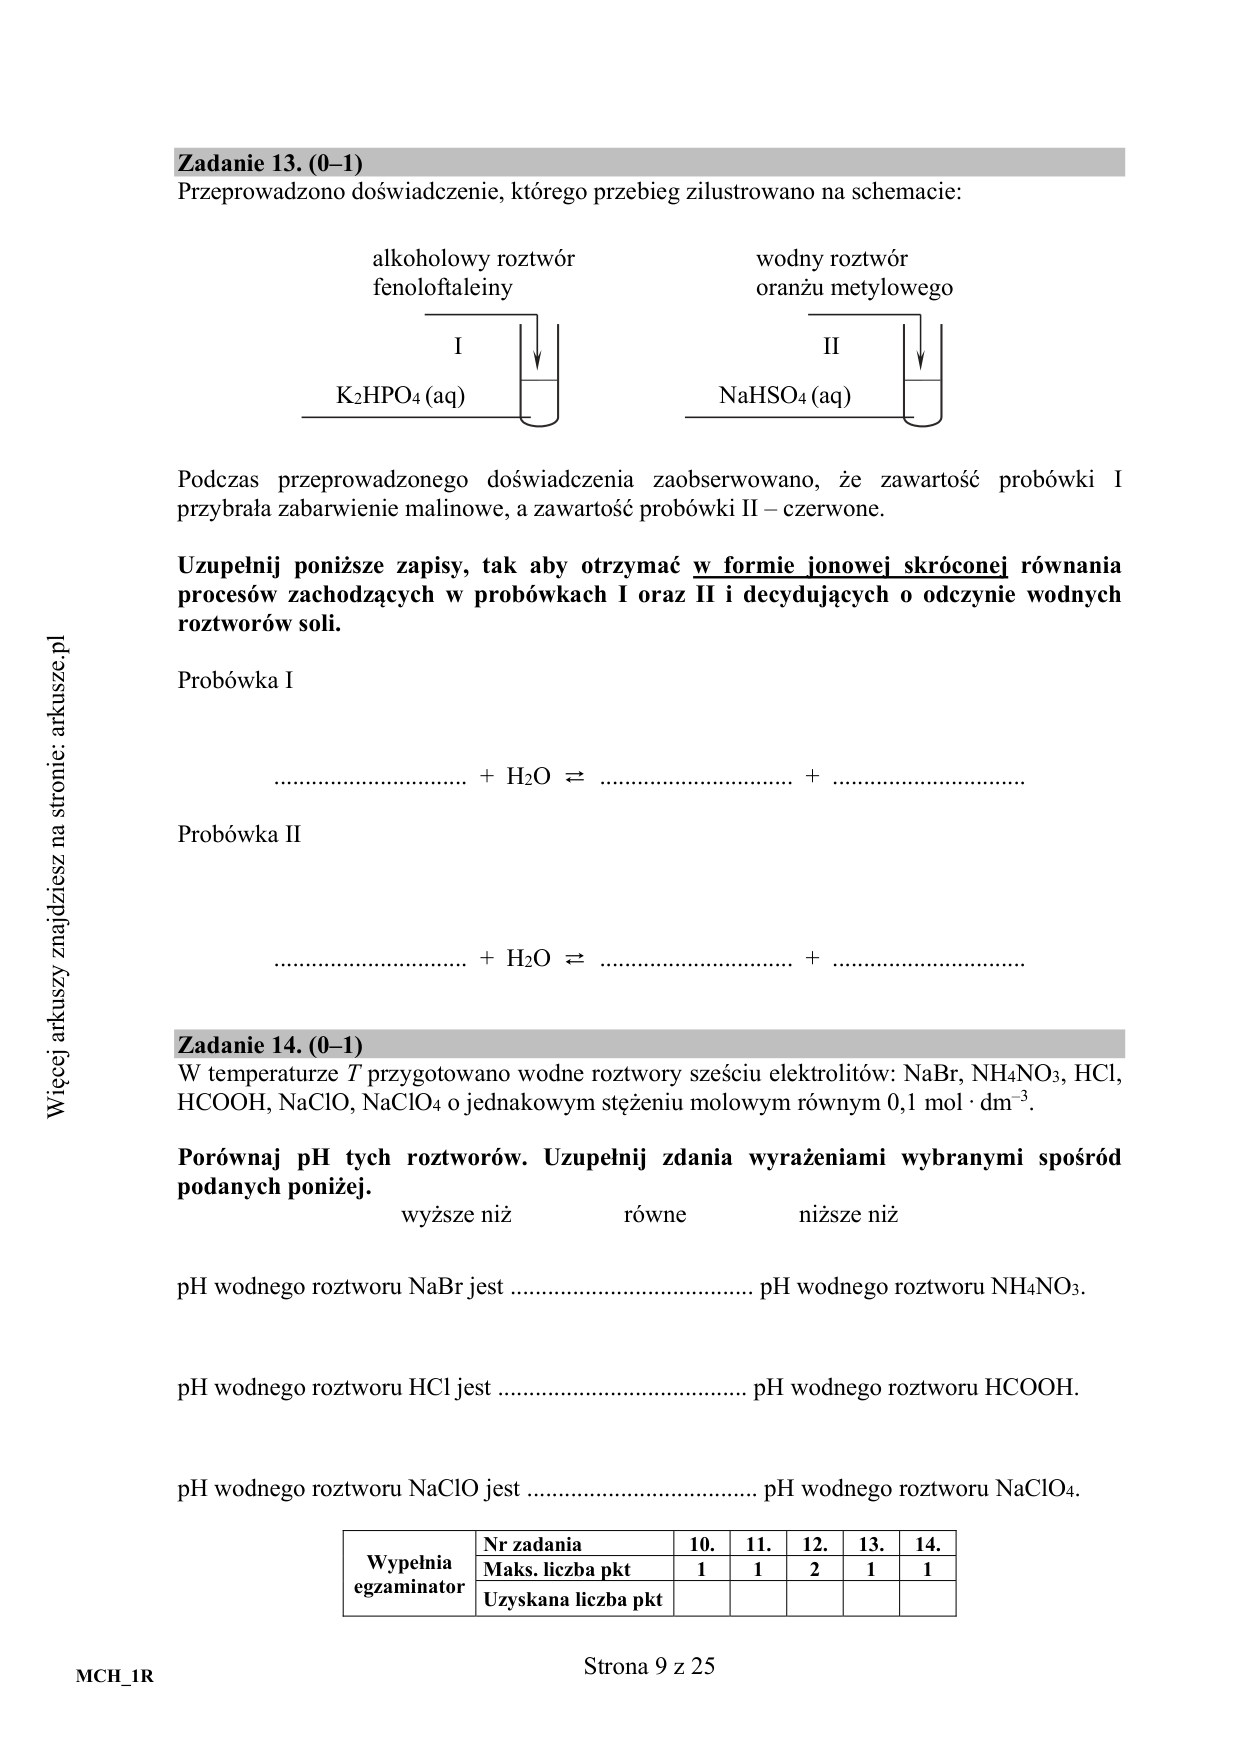 Zadanie 13. (0–1)
Przeprowadzono doświadczenie, którego przebieg zilustrowano na schemacie:
alkoholowy roztwór
fenoloftaleiny
wodny roztwór
oranżu metylowego
I
II
K₂HPO₄ (aq)
NaHSO₄ (aq)
Podczas przeprowadzonego doświadczenia zaobserwowano, że zawartość probówki I
przybrała zabarwienie malinowe, a zawartość probówki II – czerwone.
Uzupełnij poniższe zapisy, tak aby otrzymać w formie jonowej skróconej równania
procesów zachodzących w probówkach I oraz II i decydujących o odczynie wodnych
roztworów soli.
Probówka I
............................... + H₂O ⇄ ............................... + ...............................
Probówka II
............................... + H₂O ⇄ ............................... + ...............................
Zadanie 14. (0–1)
W temperaturze T przygotowano wodne roztwory sześciu elektrolitów: NaBr, NH₄NO₃, HCl,
HCOOH, NaClO, NaClO₄ o jednakowym stężeniu molowym równym 0,1 mol · dm⁻³.
Porównaj pH tych roztworów. Uzupełnij zdania wyrażeniami wybranymi spośród
podanych poniżej.
wyższe niż równe niższe niż
pH wodnego roztworu NaBr jest ....................................... pH wodnego roztworu NH₄NO₃.
pH wodnego roztworu HCl jest ........................................ pH wodnego roztworu HCOOH.
pH wodnego roztworu NaClO jest ..................................... pH wodnego roztworu NaClO₄.
Wypełnia
egzaminator
Nr zadania 10. 11. 12. 13. 14.
Maks. liczba pkt 1 1 2 1 1
Uzyskana liczba pkt
MCH_1R
Strona 9 z 25
Więcej arkuszy znajdziesz na stronie: arkusze.pl